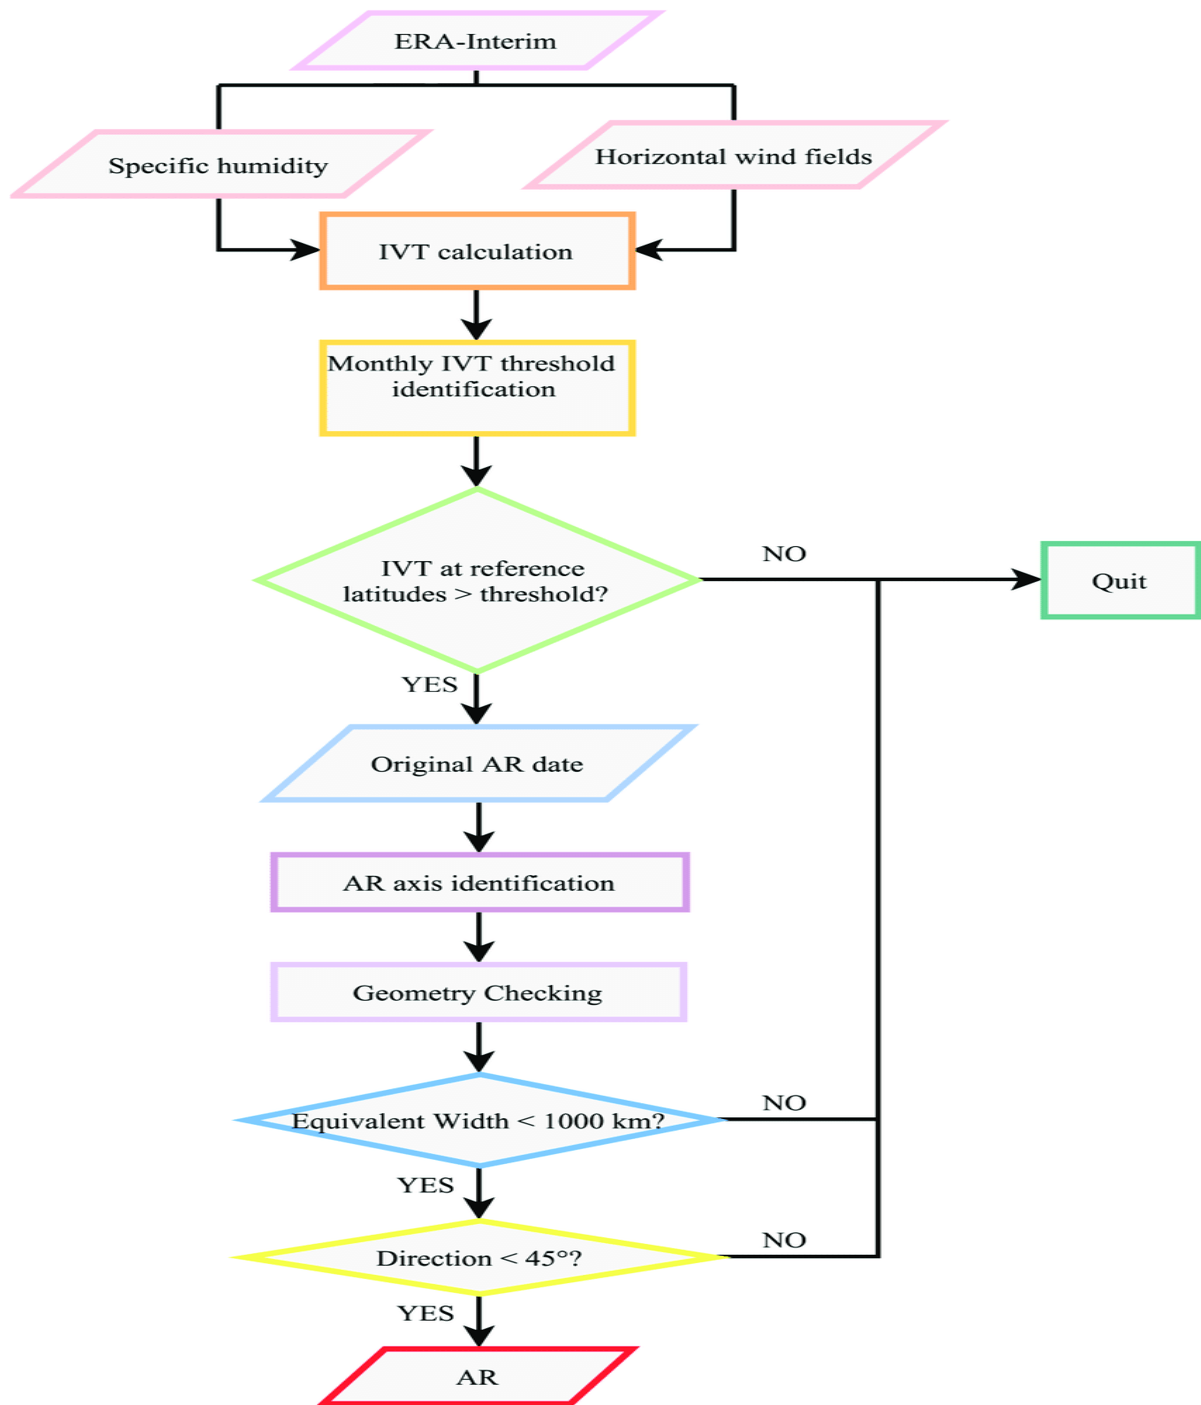 ERA-Interim
Specific humidity
Horizontal wind fields
IVT calculation
Monthly IVT threshold
identification
IVT at reference
latitudes > threshold?
NO
Quit
YES
Original AR date
AR axis identification
Geometry Checking
Equivalent Width < 1000 km?
NO
YES
Direction < 45°?
NO
YES
AR